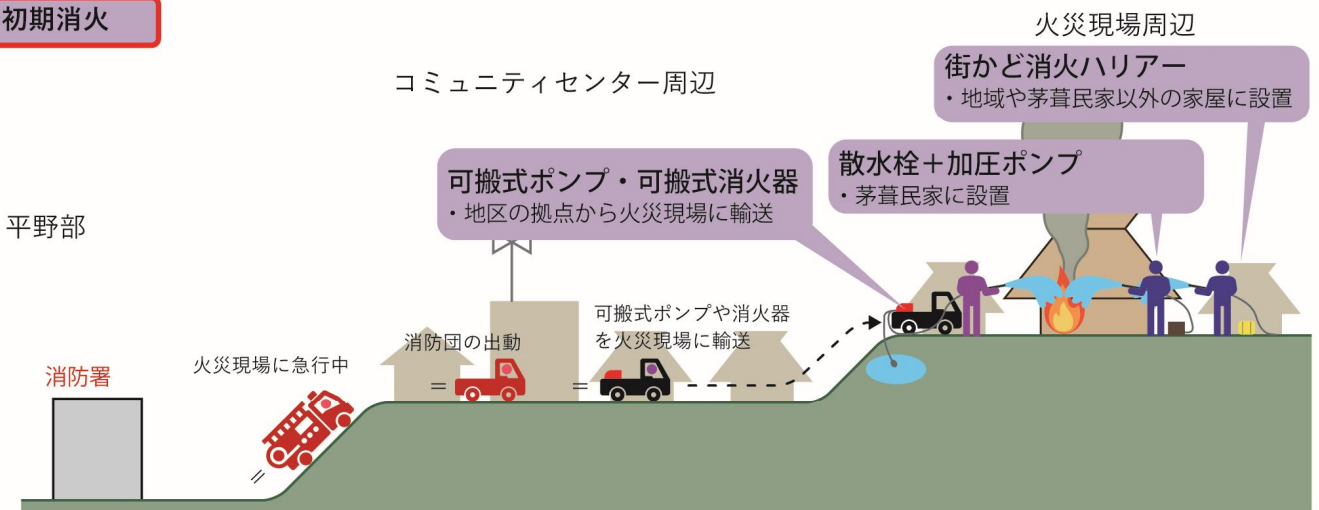 初期消火
火災現場周辺
コミュニティセンター周辺
街かど消火ハリアー
・地域や茅葺民家以外の家屋に設置
散水栓＋加圧ポンプ
・茅葺民家に設置
可搬式ポンプ・可搬式消火器
・地区の拠点から火災現場に輸送
平野部
可搬式ポンプや消火器
を火災現場に輸送
消防団の出動
火災現場に急行中
消防署